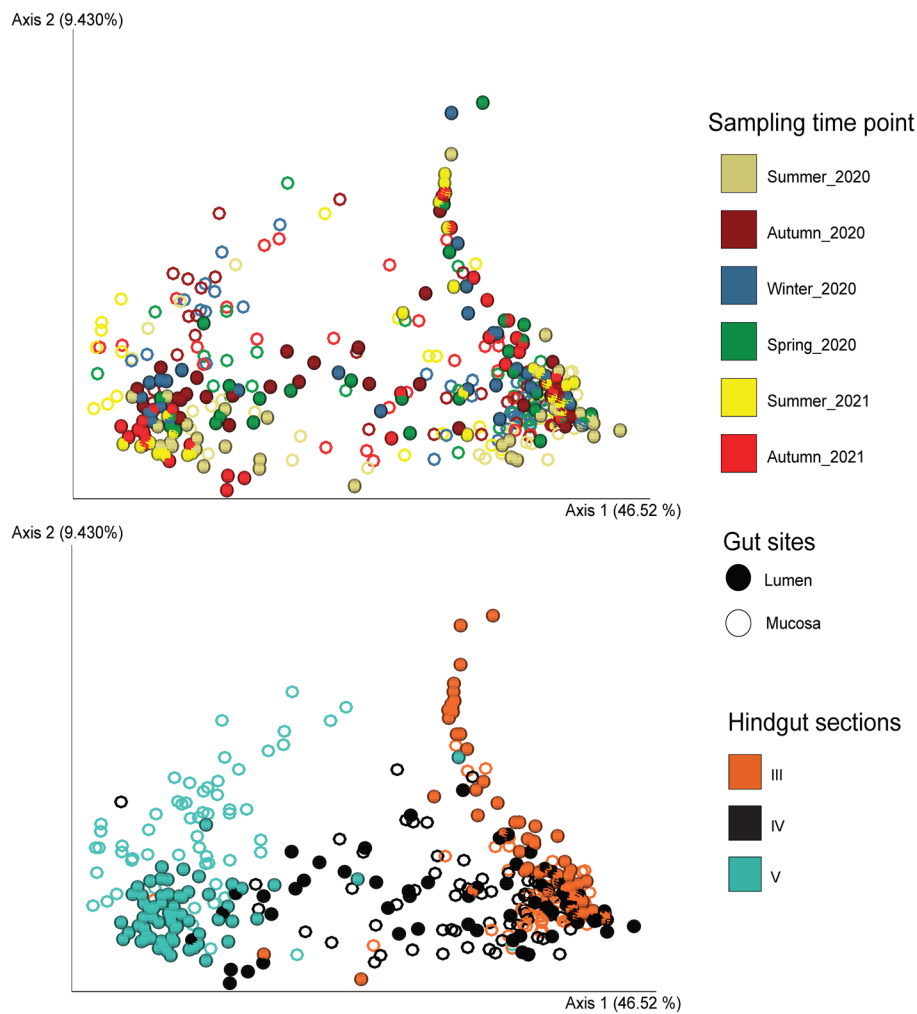 Axis 2 (9.430%)
Axis 1 (46.52 %)
Sampling time point
Summer_2020
Autumn_2020
Winter_2020
Spring_2020
Summer_2021
Autumn_2021
Axis 2 (9.430%)
Axis 1 (46.52 %)
Gut sites
Lumen
Mucosa
Hindgut sections
III
IV
V